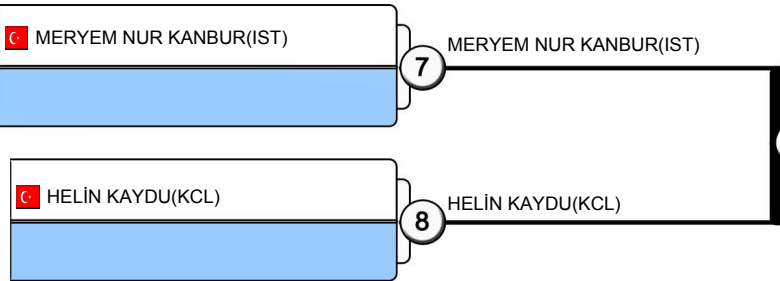 MERYEM NUR KANBUR(IST)
7
MERYEM NUR KANBUR(IST)
HELİN KAYDU(KCL)
8
HELİN KAYDU(KCL)